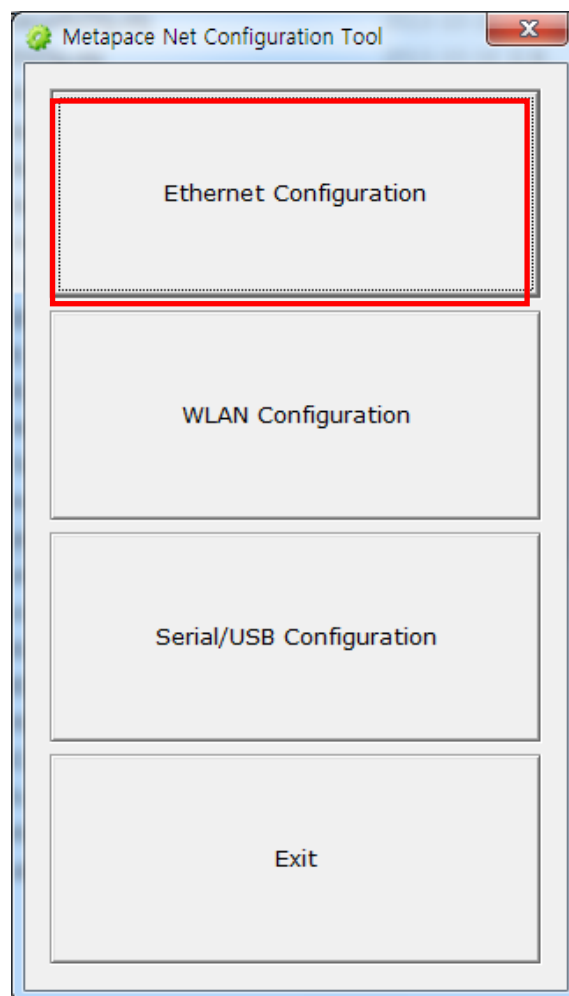 Metapace Net Configuration Tool
Ethernet Configuration
WLAN Configuration
Serial/USB Configuration
Exit